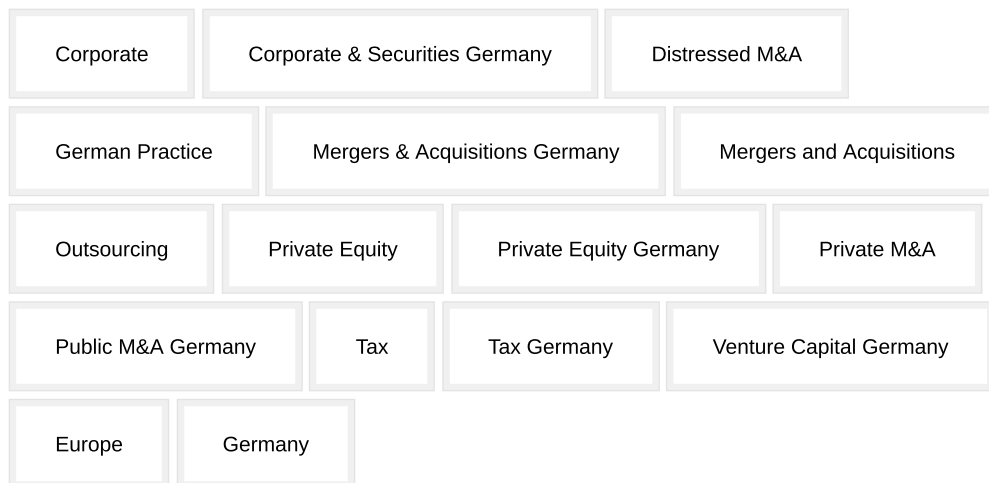 Corporate Corporate & Securities Germany Distressed M&A
German Practice Mergers & Acquisitions Germany Mergers and Acquisitions
Outsourcing Private Equity Private Equity Germany Private M&A
Public M&A Germany Tax Tax Germany Venture Capital Germany
Europe Germany